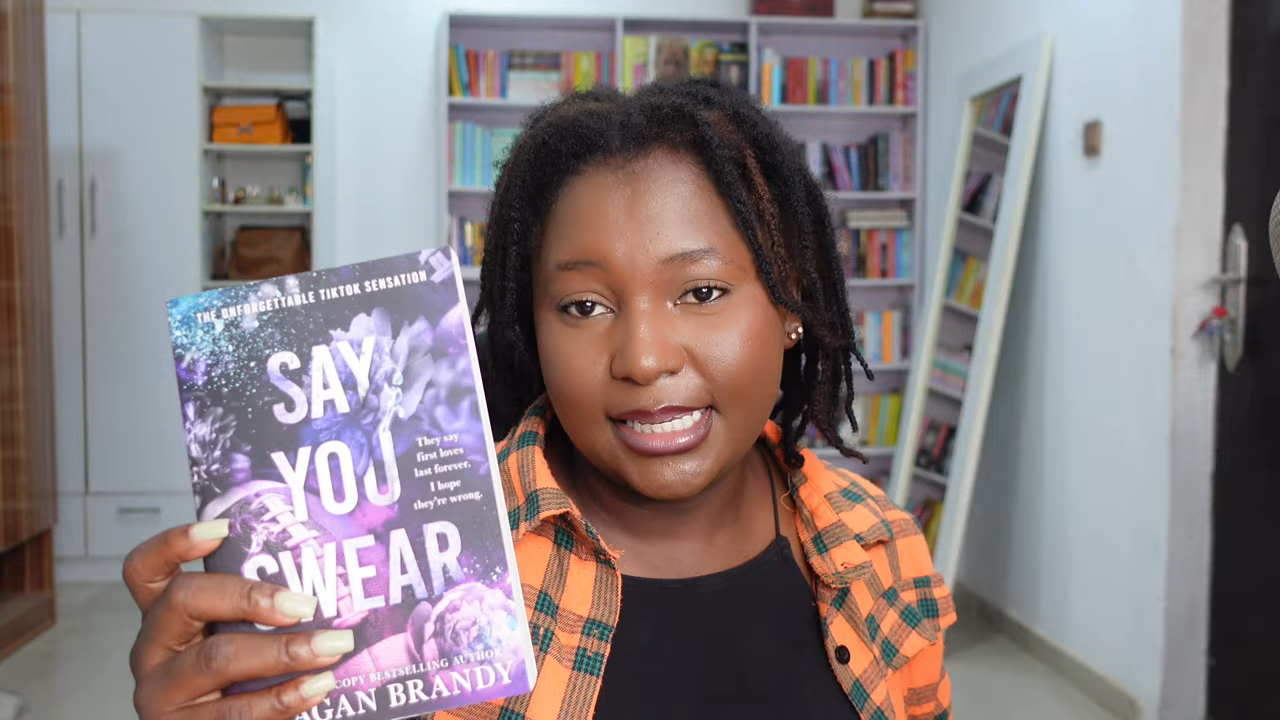 THE UNFORGETTABLE TIKTOK SENSATION
SAY
YOU
SWEAR
They say
first loves
last forever.
I hope
they're wrong.
COPY BESTSELLING AUTHOR
AGAN BRANDY